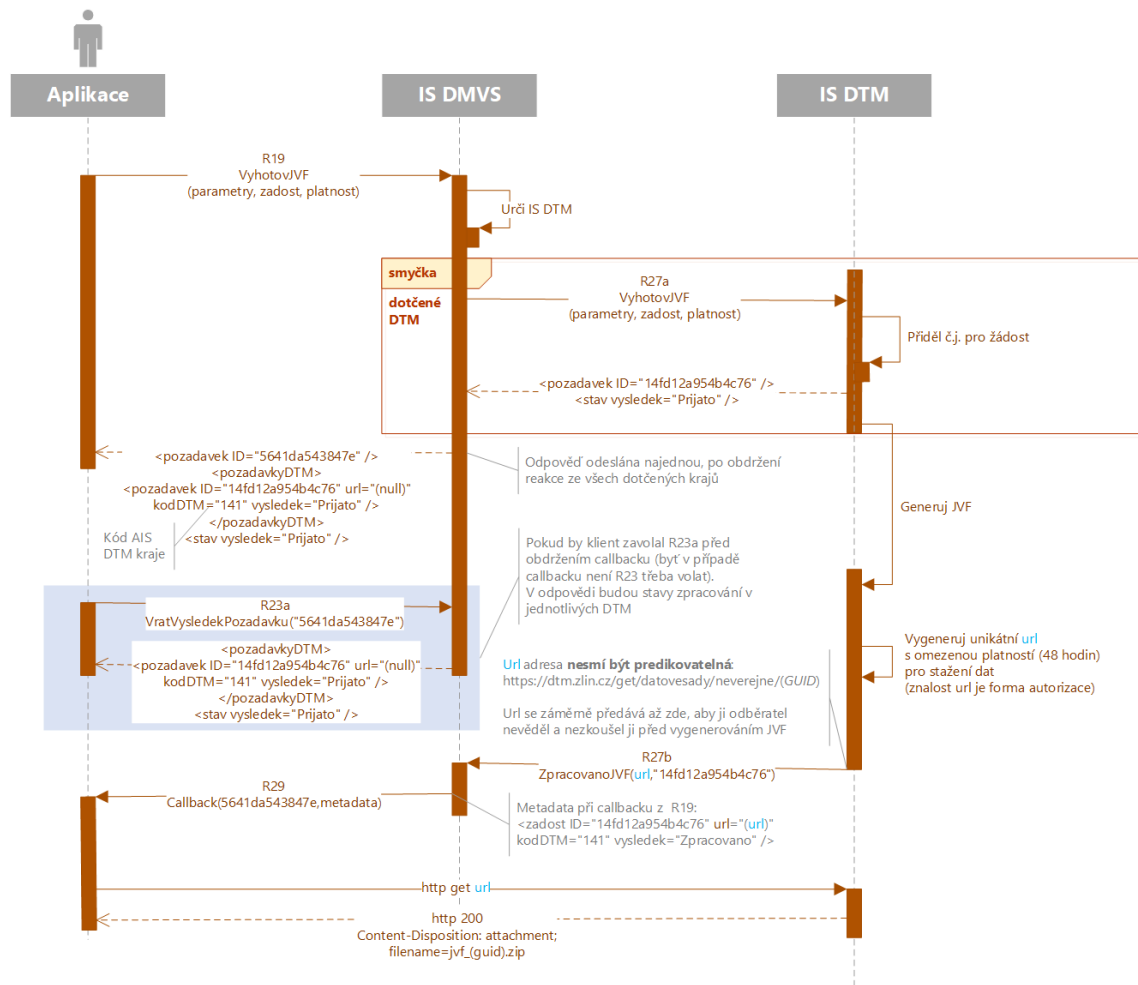 Aplikace
IS DMVS
IS DTM
R19
VyhotovJVF
(parametry, zadost, platnost)
Urči IS DTM
smyčka
dotčené
DTM
R27a
VyhotovJVF
(parametry, zadost, platnost)
Přiděl č.j. pro žádost
<pozadavek ID="14fd12a954b4c76" />
<stav vysledek="Prijato" />
<pozadavek ID="5641da543847e" />
<pozadavkyDTM>
<pozadavek ID="14fd12a954b4c76" url="(null)"
kodDTM="141" vysledek="Prijato" />
</pozadavkyDTM>
<stav vysledek="Prijato" />
Kód AIS
DTM kraje
Odpověď odeslána najednou, po obdržení
reakce ze všech dotčených krajů
Generuj JVF
Pokud by klient zavolal R23a před
obdržením callbacku (byť v případě
callbacku není R23 třeba volat).
V odpovědi budou stavy zpracování v
jednotlivých DTM
R23a
VratVysledekPozadavku("5641da543847e")
<pozadavkyDTM>
<pozadavek ID="14fd12a954b4c76" url="(null)"
kodDTM="141" vysledek="Prijato" />
</pozadavkyDTM>
<stav vysledek="Prijato" />
Vygeneruj unikátní url
s omezenou platností (48 hodin)
pro stažení dat
(znalost url je forma autorizace)
Url adresa nesmí být predikovatelná:
https://dtm.zlin.cz/get/datovesady/neverejne/(GUID)
Url se záměrně předává až zde, aby ji odběratel
nevěděl a nezkoušel ji před vygenerováním JVF
R27b
ZpracovanoJVF(url,"14fd12a954b4c76")
R29
Callback(5641da543847e,metadata)
Metadata při callbacku z  R19:
<zadost ID="14fd12a954b4c76" url="(url)"
kodDTM="141" vysledek="Zpracovano" />
http get url
http 200
Content-Disposition: attachment;
filename=jvf_(guid).zip